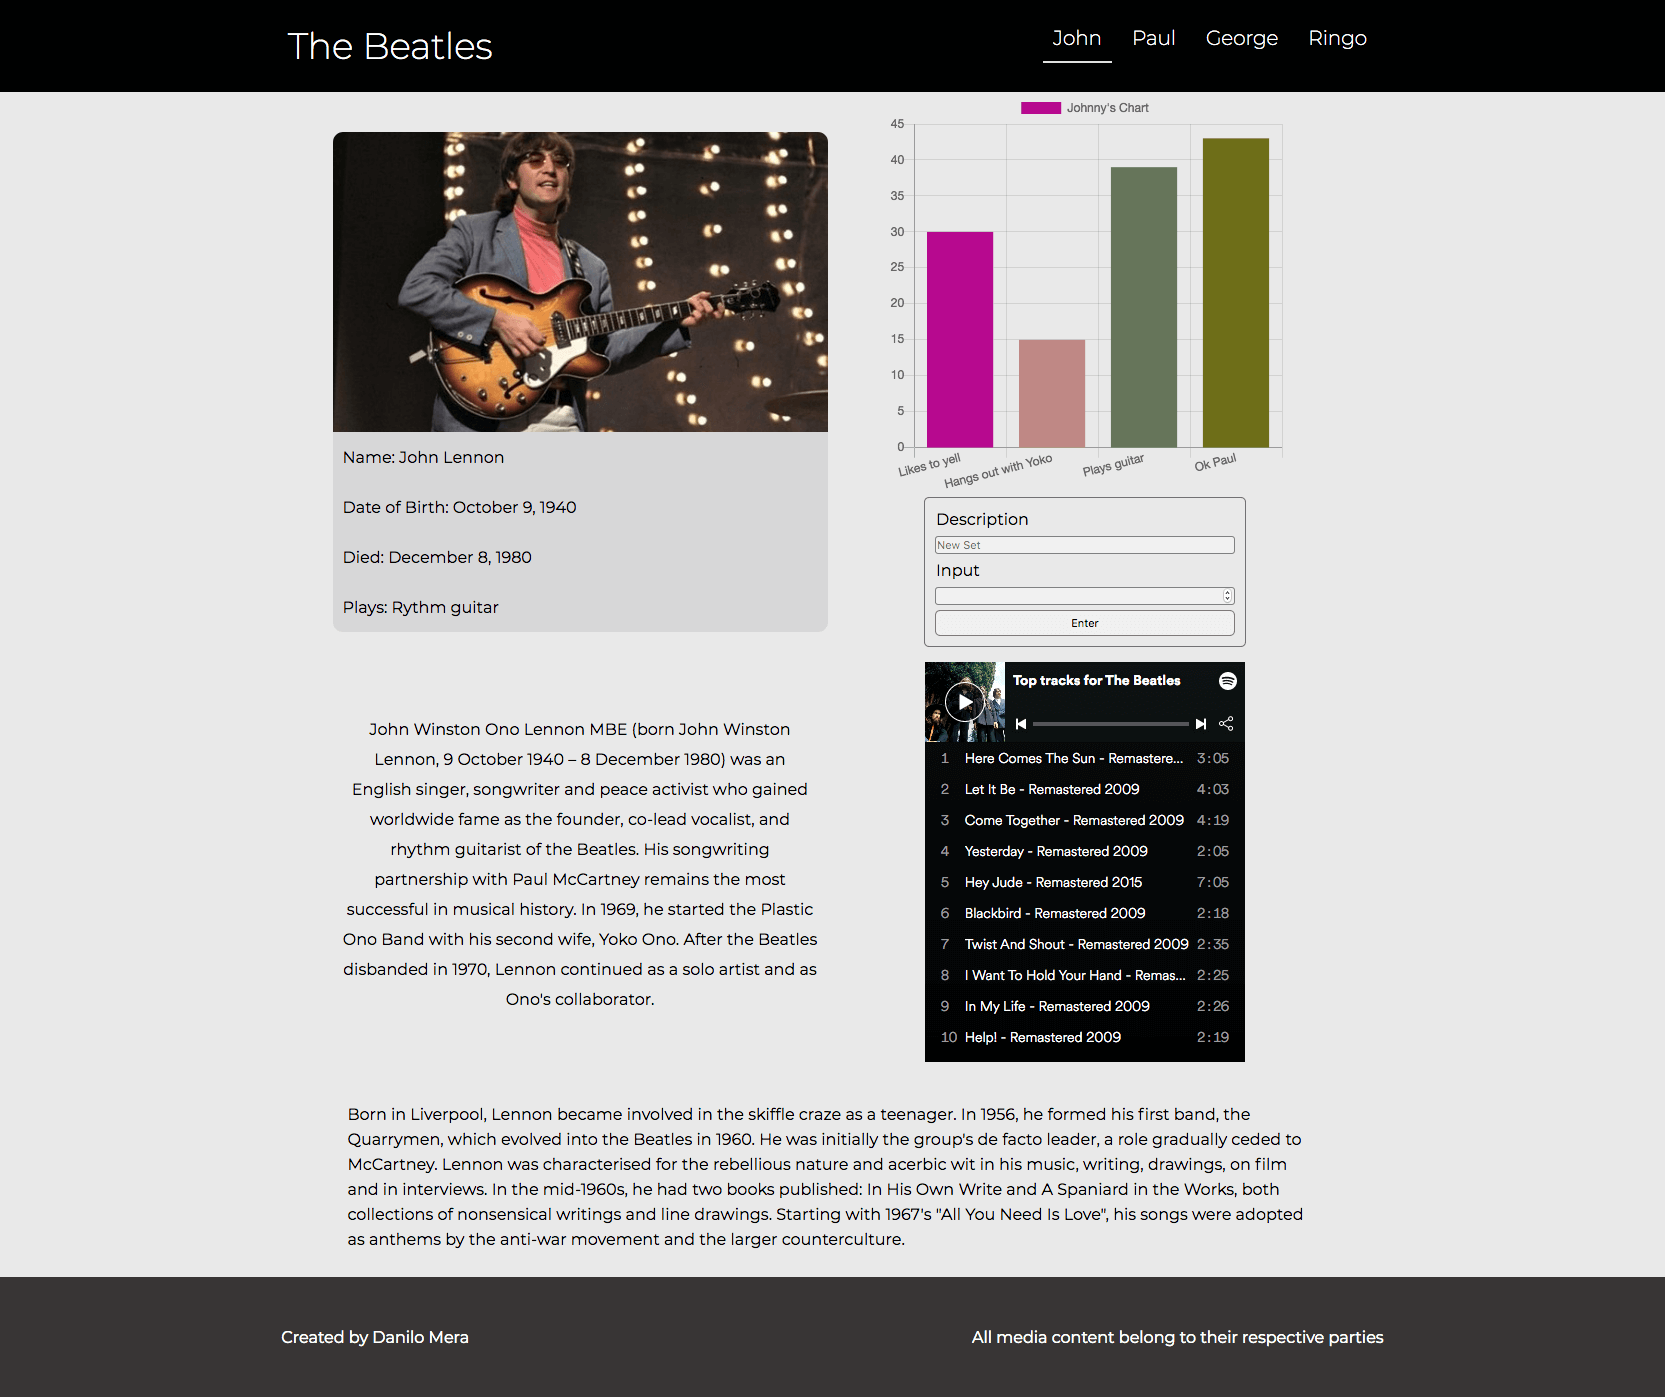 The Beatles
John
Paul
George
Ringo
Johnny's Chart
45
40
35
30
25
20
15
10
5
0
Likes to yell
Hangs out with Yoko
Plays guitar
Ok Paul
Name: John Lennon
Date of Birth: October 9, 1940
Died: December 8, 1980
Plays: Rythm guitar
Description
New Set
Input
Enter
John Winston Ono Lennon MBE (born John Winston
Lennon, 9 October 1940 – 8 December 1980) was an
English singer, songwriter and peace activist who gained
worldwide fame as the founder, co-lead vocalist, and
rhythm guitarist of the Beatles. His songwriting
partnership with Paul McCartney remains the most
successful in musical history. In 1969, he started the Plastic
Ono Band with his second wife, Yoko Ono. After the Beatles
disbanded in 1970, Lennon continued as a solo artist and as
Ono's collaborator.
Top tracks for The Beatles
1 Here Comes The Sun - Remastere... 3:05
2 Let It Be - Remastered 2009 4:03
3 Come Together - Remastered 2009 4:19
4 Yesterday - Remastered 2009 2:05
5 Hey Jude - Remastered 2015 7:05
6 Blackbird - Remastered 2009 2:18
7 Twist And Shout - Remastered 2009 2:35
8 I Want To Hold Your Hand - Remas... 2:25
9 In My Life - Remastered 2009 2:26
10 Help! - Remastered 2009 2:19
Born in Liverpool, Lennon became involved in the skiffle craze as a teenager. In 1956, he formed his first band, the
Quarrymen, which evolved into the Beatles in 1960. He was initially the group's de facto leader, a role gradually ceded to
McCartney. Lennon was characterised for the rebellious nature and acerbic wit in his music, writing, drawings, on film
and in interviews. In the mid-1960s, he had two books published: In His Own Write and A Spaniard in the Works, both
collections of nonsensical writings and line drawings. Starting with 1967's "All You Need Is Love", his songs were adopted
as anthems by the anti-war movement and the larger counterculture.
Created by Danilo Mera
All media content belong to their respective parties